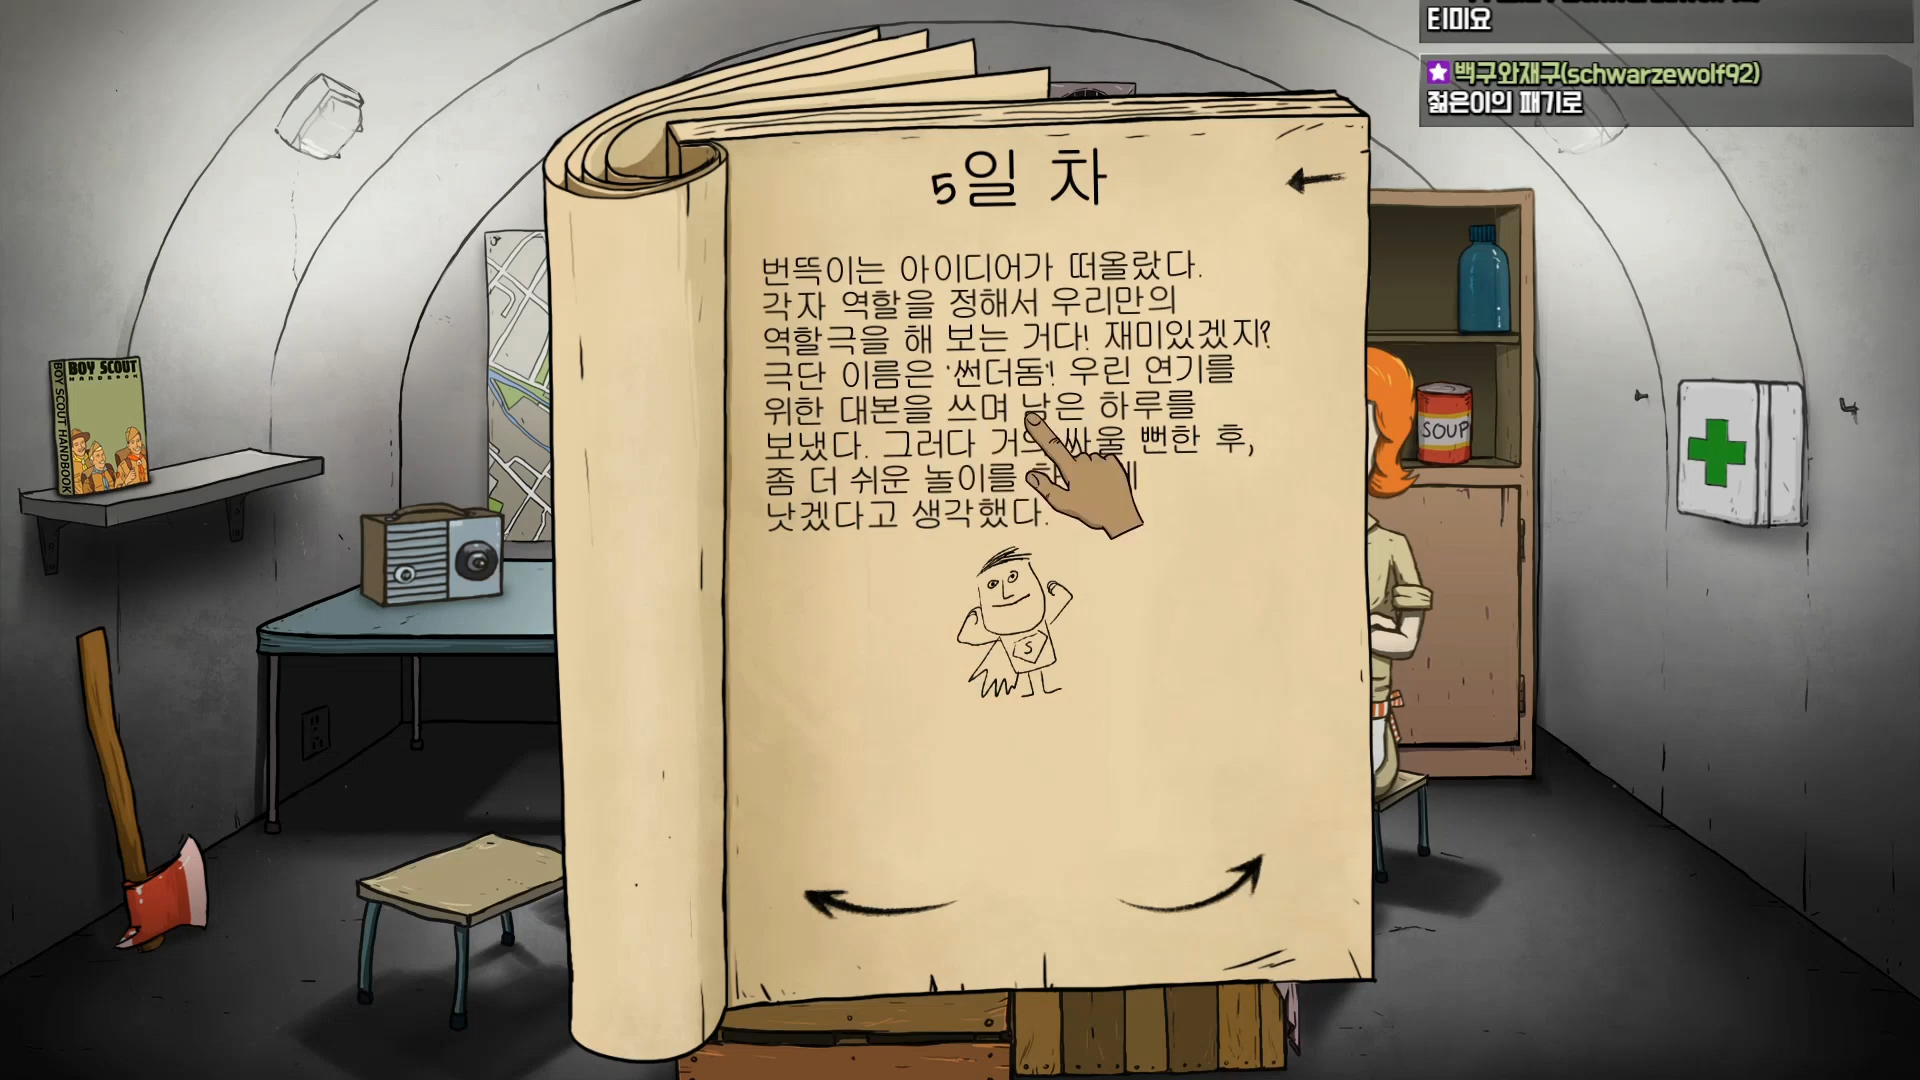 티미요
백구와재구(schwarzewolf92)
젊은이의 패기로
5일 차
번뜩이는 아이디어가 떠올랐다.
각자 역할을 정해서 우리만의
역할극을 해 보는 거다! 재미있겠지?
극단 이름은 '썬더돔'! 우린 연기를
위한 대본을 쓰며 남은 하루를
보냈다. 그러다 거의 싸울 뻔한 후,
좀 더 쉬운 놀이를
낫겠다고 생각했다.
S
BOY SCOUT
HANDBOOK
BOY SCOUT HANDBOOK
SOUP